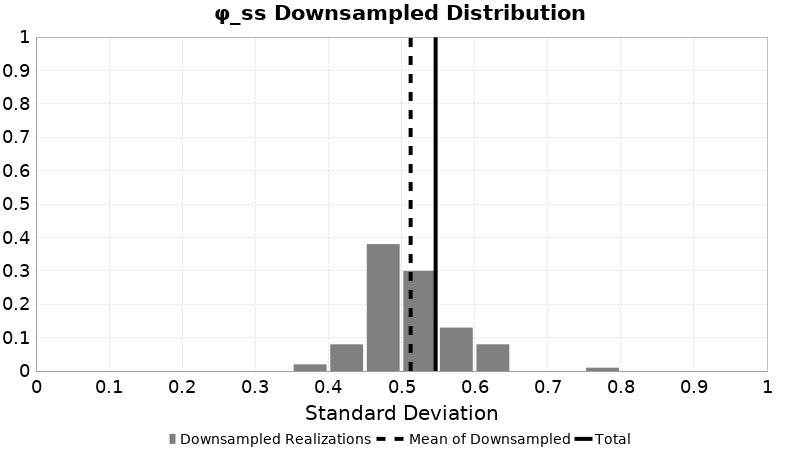 φ_ss Downsampled Distribution
1
0.9
0.8
0.7
0.6
0.5
0.4
0.3
0.2
0.1
0
0 0.1 0.2 0.3 0.4 0.5 0.6 0.7 0.8 0.9 1
Standard Deviation
Downsampled Realizations Mean of Downsampled Total